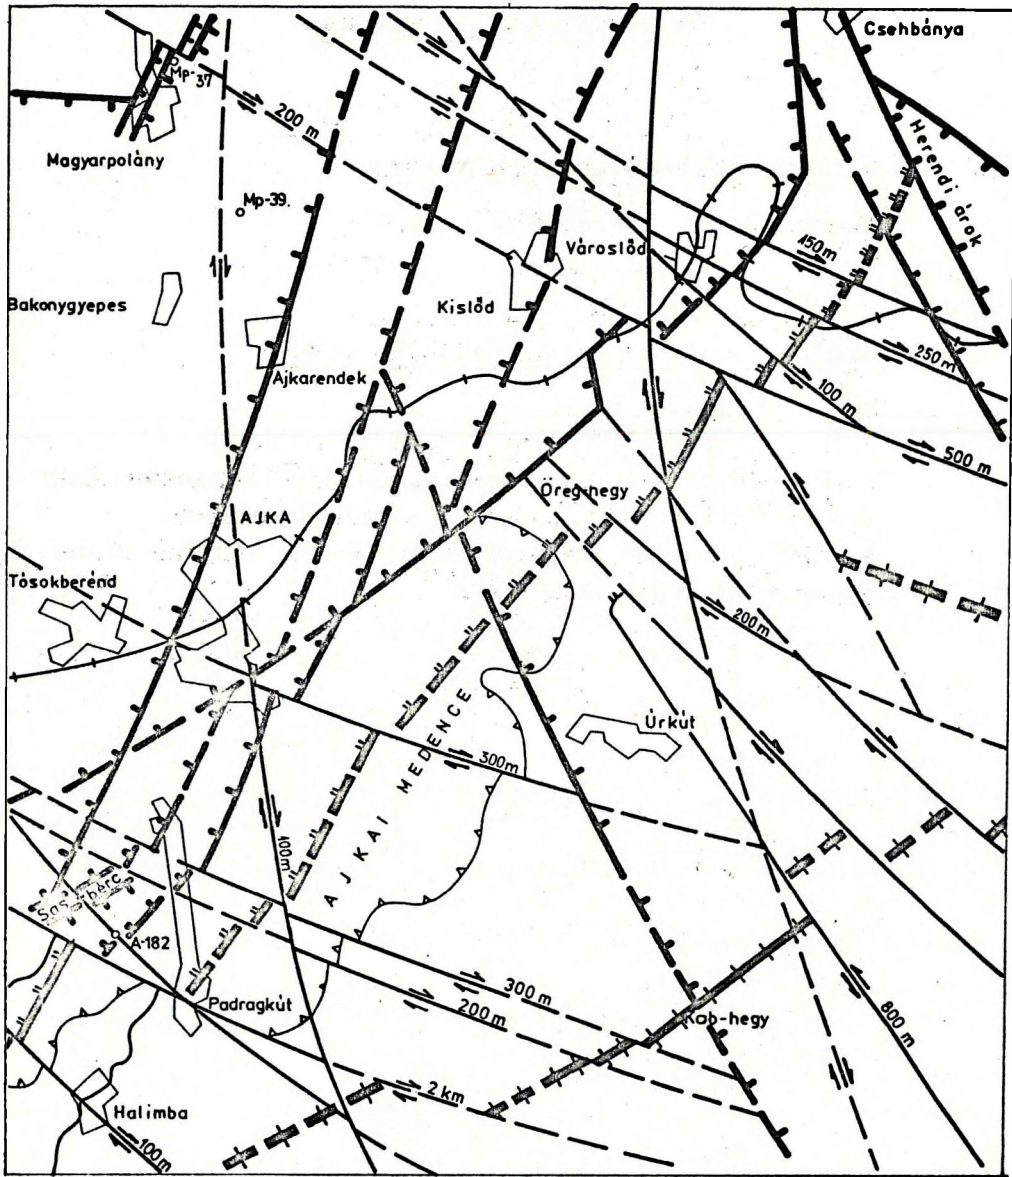 Csehbánya
Mp-37
200 m
Magyarpolány
Herendi árok
Mp-39.
Városlőd
450 m
Bakonygyepes
Kislőd
250 m
Ajkarendek
100 m
500 m
Öreg-hegy
AJKA
Tósokberénd
200 m
Úrkút
300 m
AJKAI MEDENCE
400 m
Sas bérc
A-182
300 m
Padragkút
200 m
Kab-hegy
800 m
2 km
Halimba
100 m